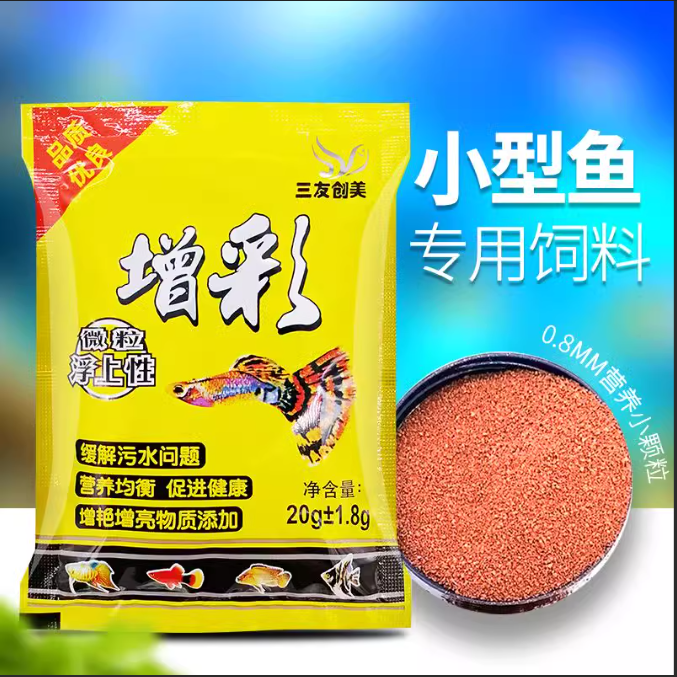 品质
优良
三友创美
增彩
微粒
浮上性
缓解污水问题
营养均衡 促进健康
增艳增亮物质添加
净含量:
20g±1.8g
小型鱼
专用饲料
0.8MM营养小颗粒